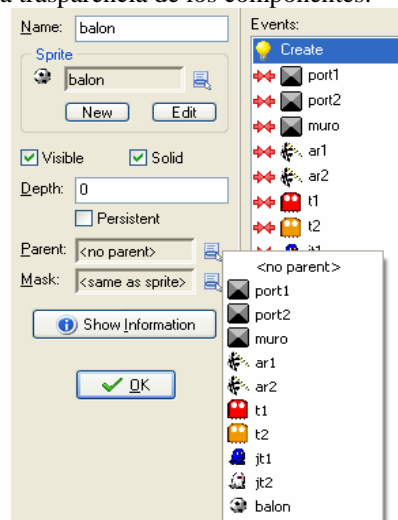 la trasparencia de los componentes.
Name: balon
Sprite
balon
New Edit
Visible Solid
Depth: 0
Persistent
Parent: <no parent>
Mask: <same as sprite>
Show Information
OK
Events:
Create
port1
port2
muro
ar1
ar2
t1
t2
jt1
<no parent>
port1
port2
muro
ar1
ar2
t1
t2
jt1
jt2
balon